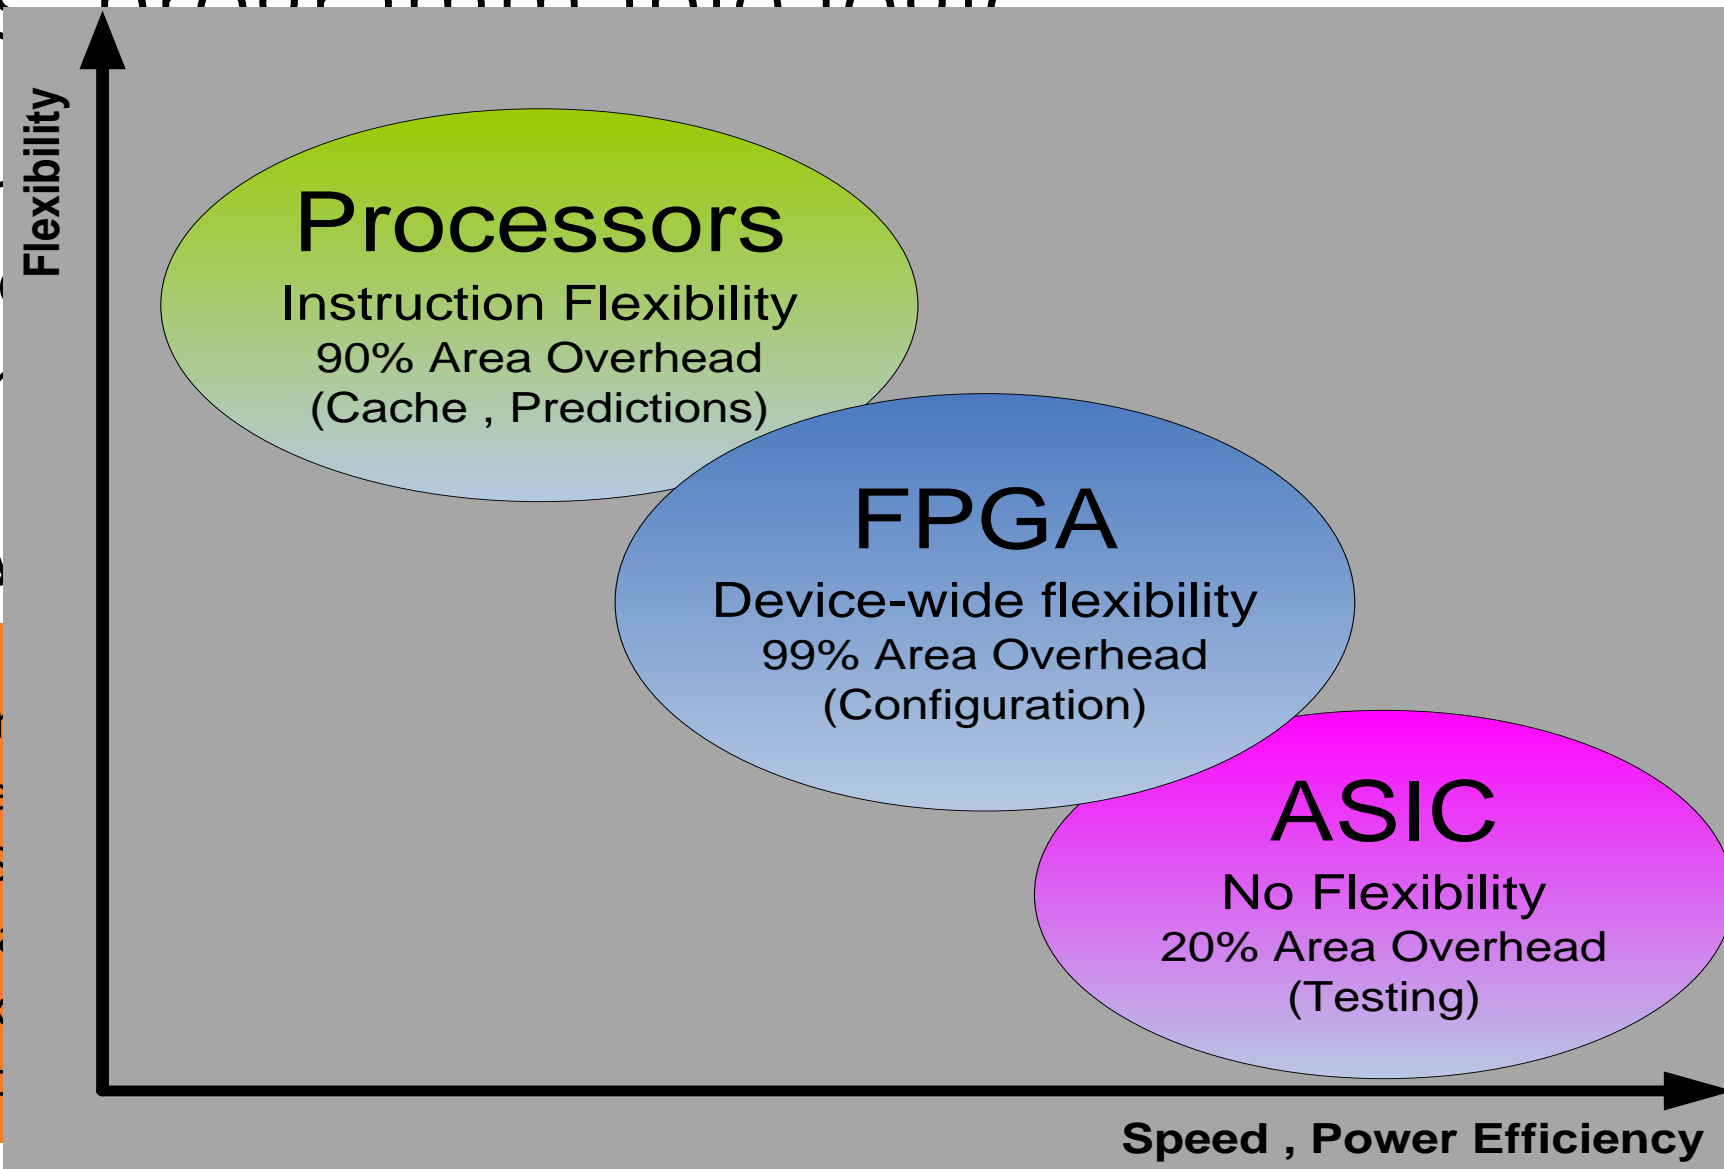 Flexibility
Processors
Instruction Flexibility
90% Area Overhead
(Cache , Predictions)
FPGA
Device-wide flexibility
99% Area Overhead
(Configuration)
ASIC
No Flexibility
20% Area Overhead
(Testing)
Speed , Power Efficiency